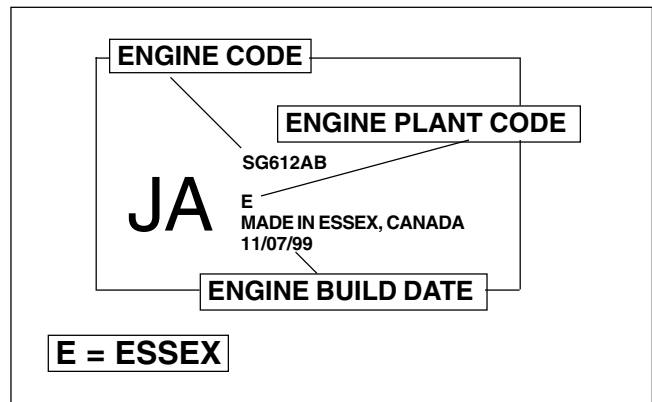 ENGINE CODE
ENGINE PLANT CODE
SG612AB
JA
E
MADE IN ESSEX, CANADA
11/07/99
ENGINE BUILD DATE
E = ESSEX